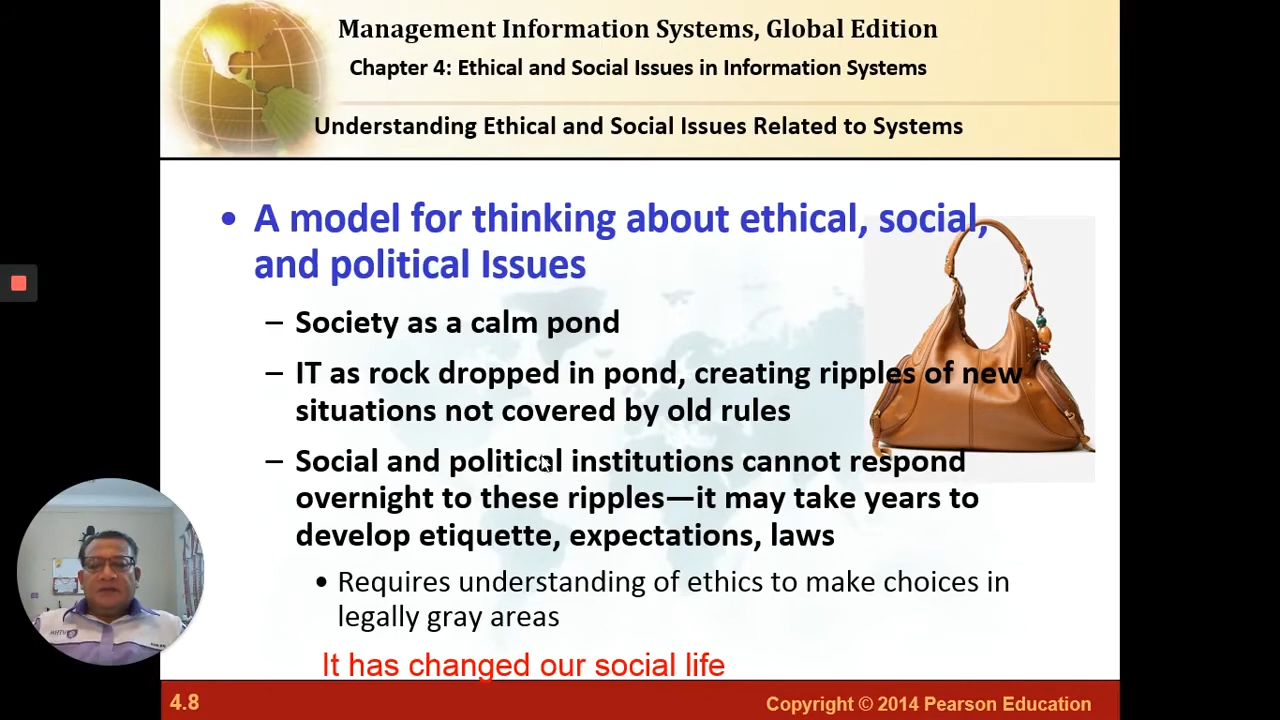 Management Information Systems, Global Edition
Chapter 4: Ethical and Social Issues in Information Systems
Understanding Ethical and Social Issues Related to Systems
• A model for thinking about ethical, social,
and political Issues
– Society as a calm pond
– IT as rock dropped in pond, creating ripples of new
situations not covered by old rules
– Social and political institutions cannot respond
overnight to these ripples—it may take years to
develop etiquette, expectations, laws
• Requires understanding of ethics to make choices in
legally gray areas
It has changed our social life
4.8
Copyright © 2014 Pearson Education